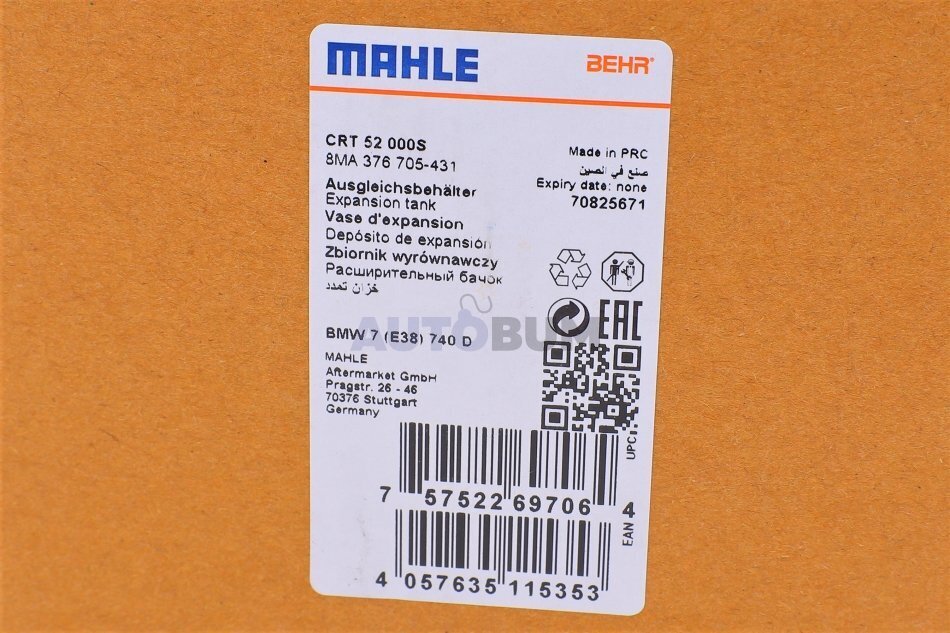 MAHLE
BEHR®
CRT 52 000S
8MA 376 705-431
Made in PRC
صنع في الصين
Expiry date: none
70825671
Ausgleichsbehälter
Expansion tank
Vase d'expansion
Depósito de expansión
Zbiornik wyrównawczy
Расширительный бачок
خزان تمدد
EAC
AUTOBUM
BMW 7 (E38) 740 D
MAHLE
Aftermarket GmbH
Pragstr. 26 - 46
70376 Stuttgart
Germany
UPC
7 57522 69706 4
EAN
4 057635 115353